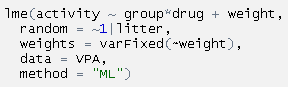 lme(activity ~ group*drug + weight,
random = ~1|litter,
weights = varFixed(~weight),
data = VPA,
method = "ML")